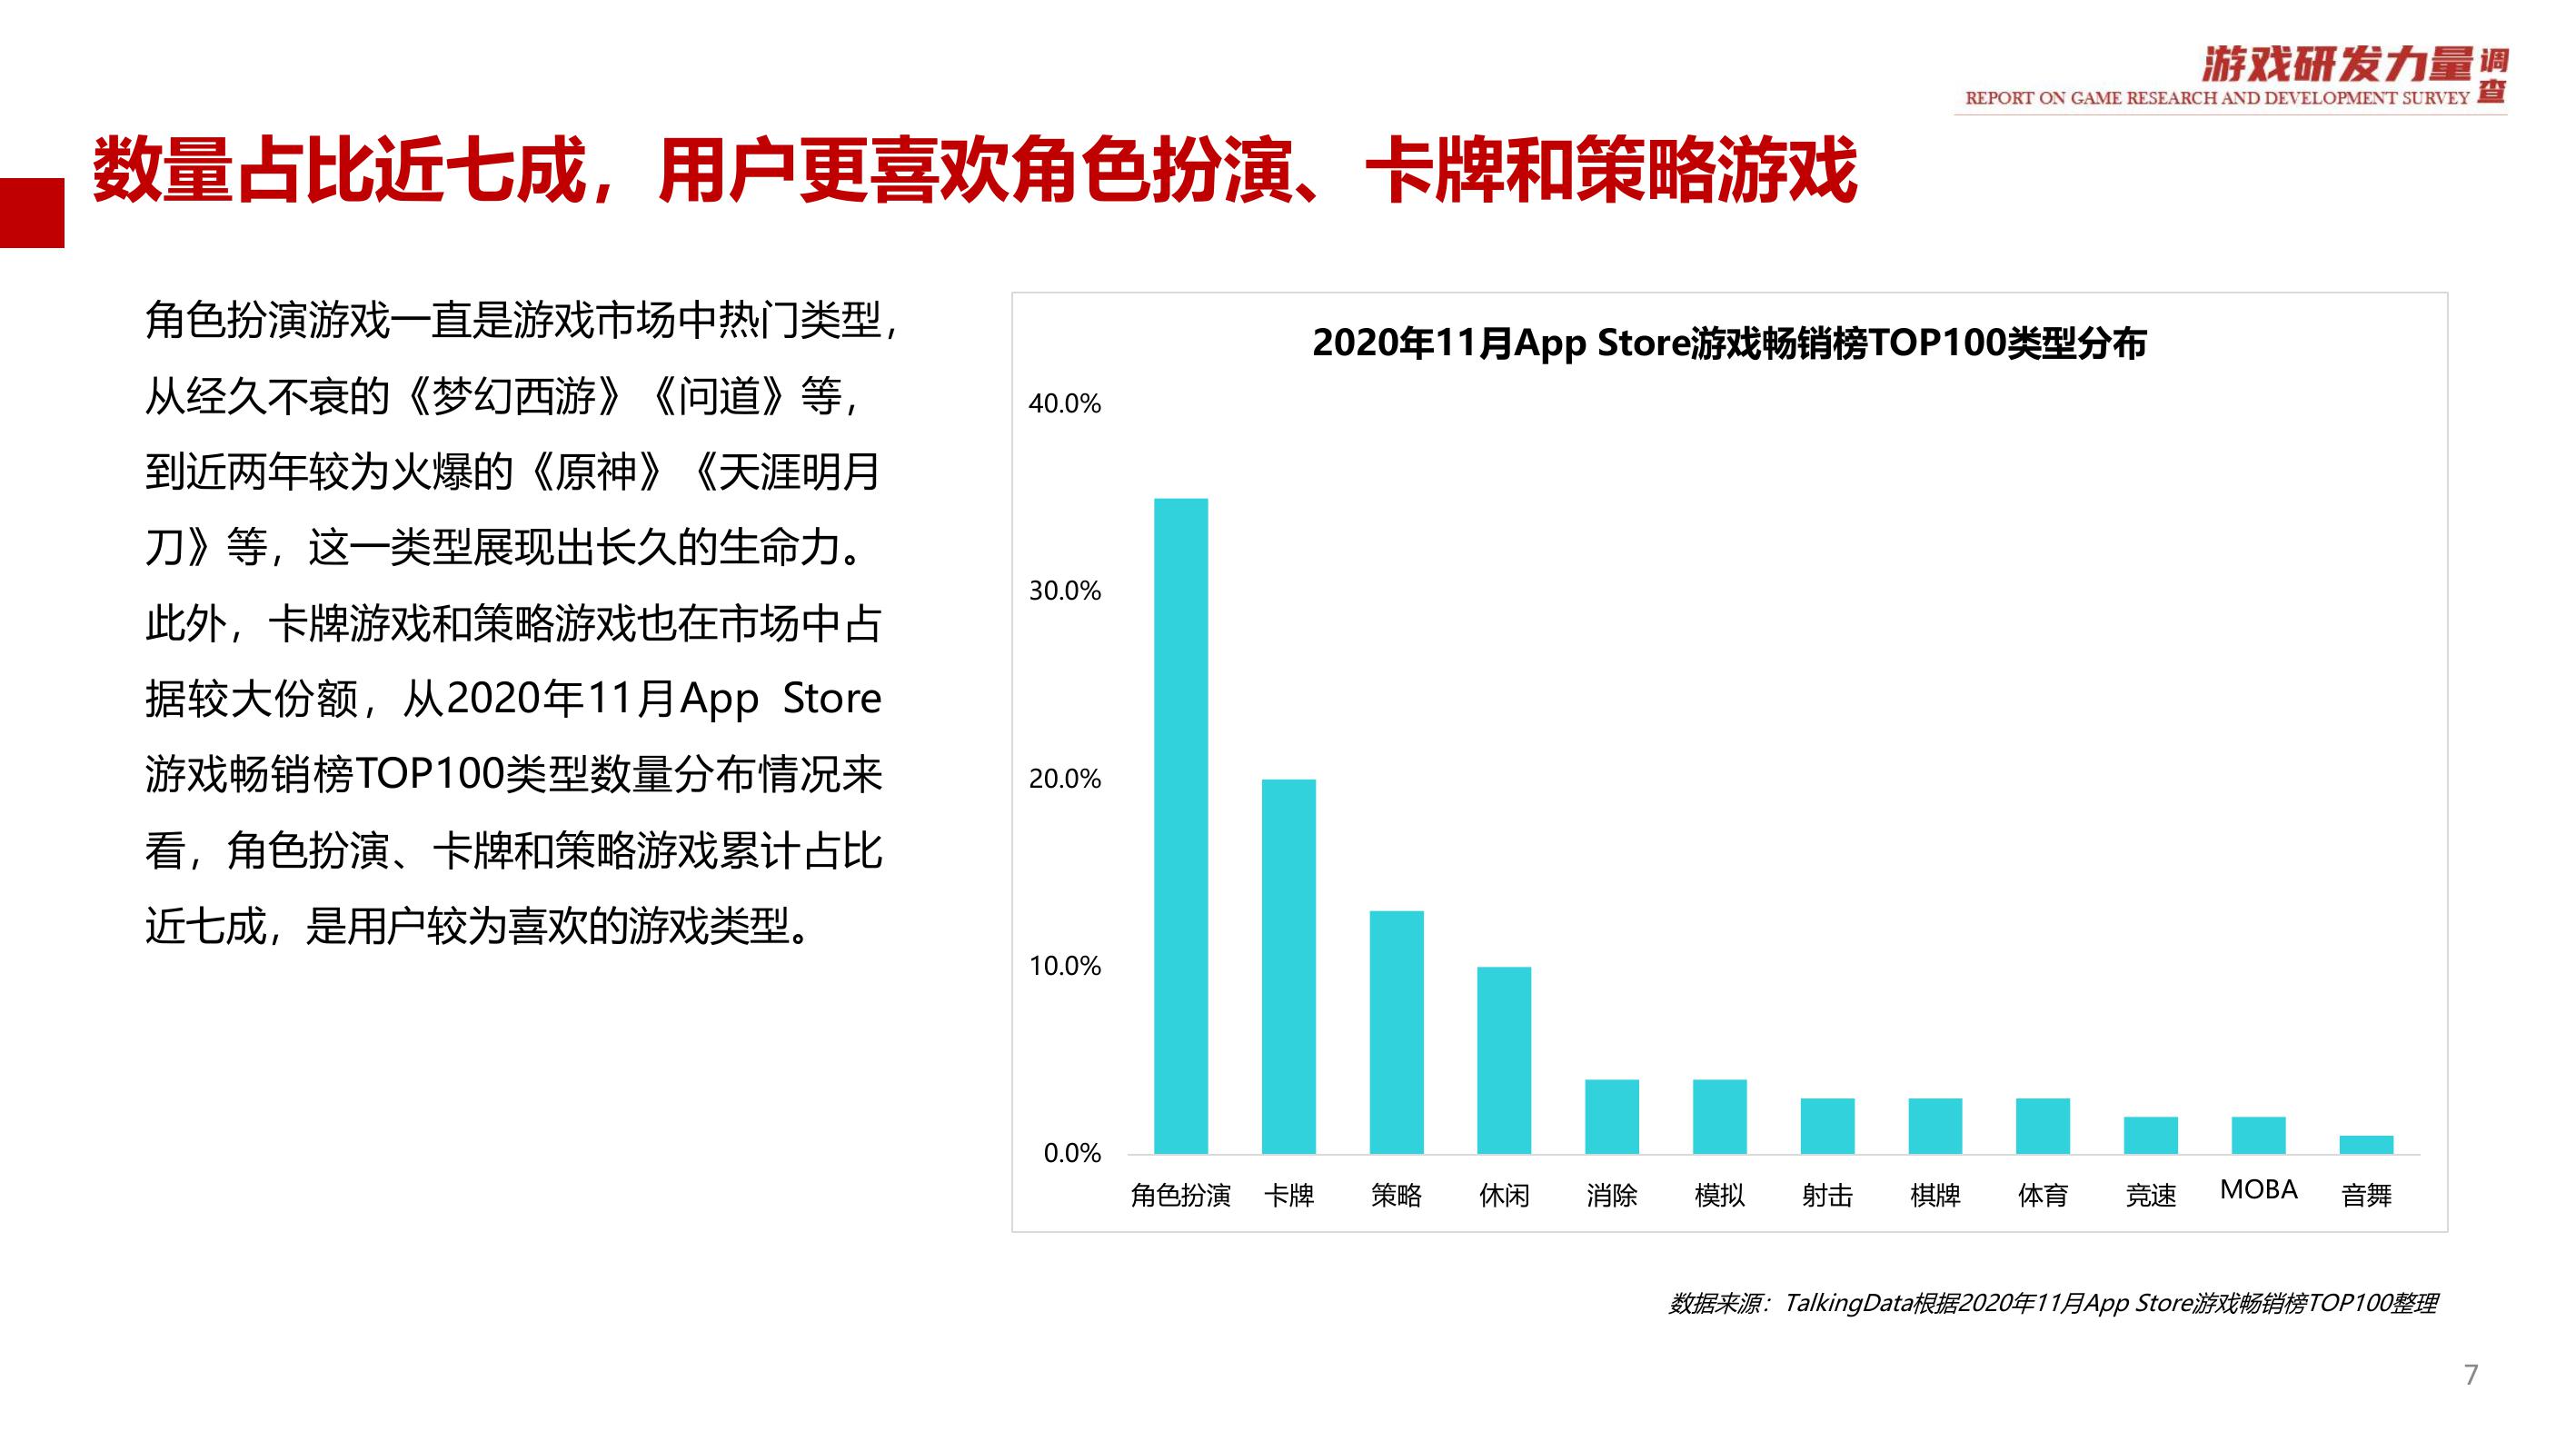 游戏研发力量调查
REPORT ON GAME RESEARCH AND DEVELOPMENT SURVEY
数量占比近七成，用户更喜欢角色扮演、卡牌和策略游戏
角色扮演游戏一直是游戏市场中热门类型，
从经久不衰的《梦幻西游》《问道》等，
到近两年较为火爆的《原神》《天涯明月
刀》等，这一类型展现出长久的生命力。
此外，卡牌游戏和策略游戏也在市场中占
据较大份额，从2020年11月App Store
游戏畅销榜TOP100类型数量分布情况来
看，角色扮演、卡牌和策略游戏累计占比
近七成，是用户较为喜欢的游戏类型。
2020年11月App Store游戏畅销榜TOP100类型分布
40.0%
30.0%
20.0%
10.0%
0.0%
角色扮演 卡牌 策略 休闲 消除 模拟 射击 棋牌 体育 竞速 MOBA 音舞
数据来源：TalkingData根据2020年11月App Store游戏畅销榜TOP100整理
7